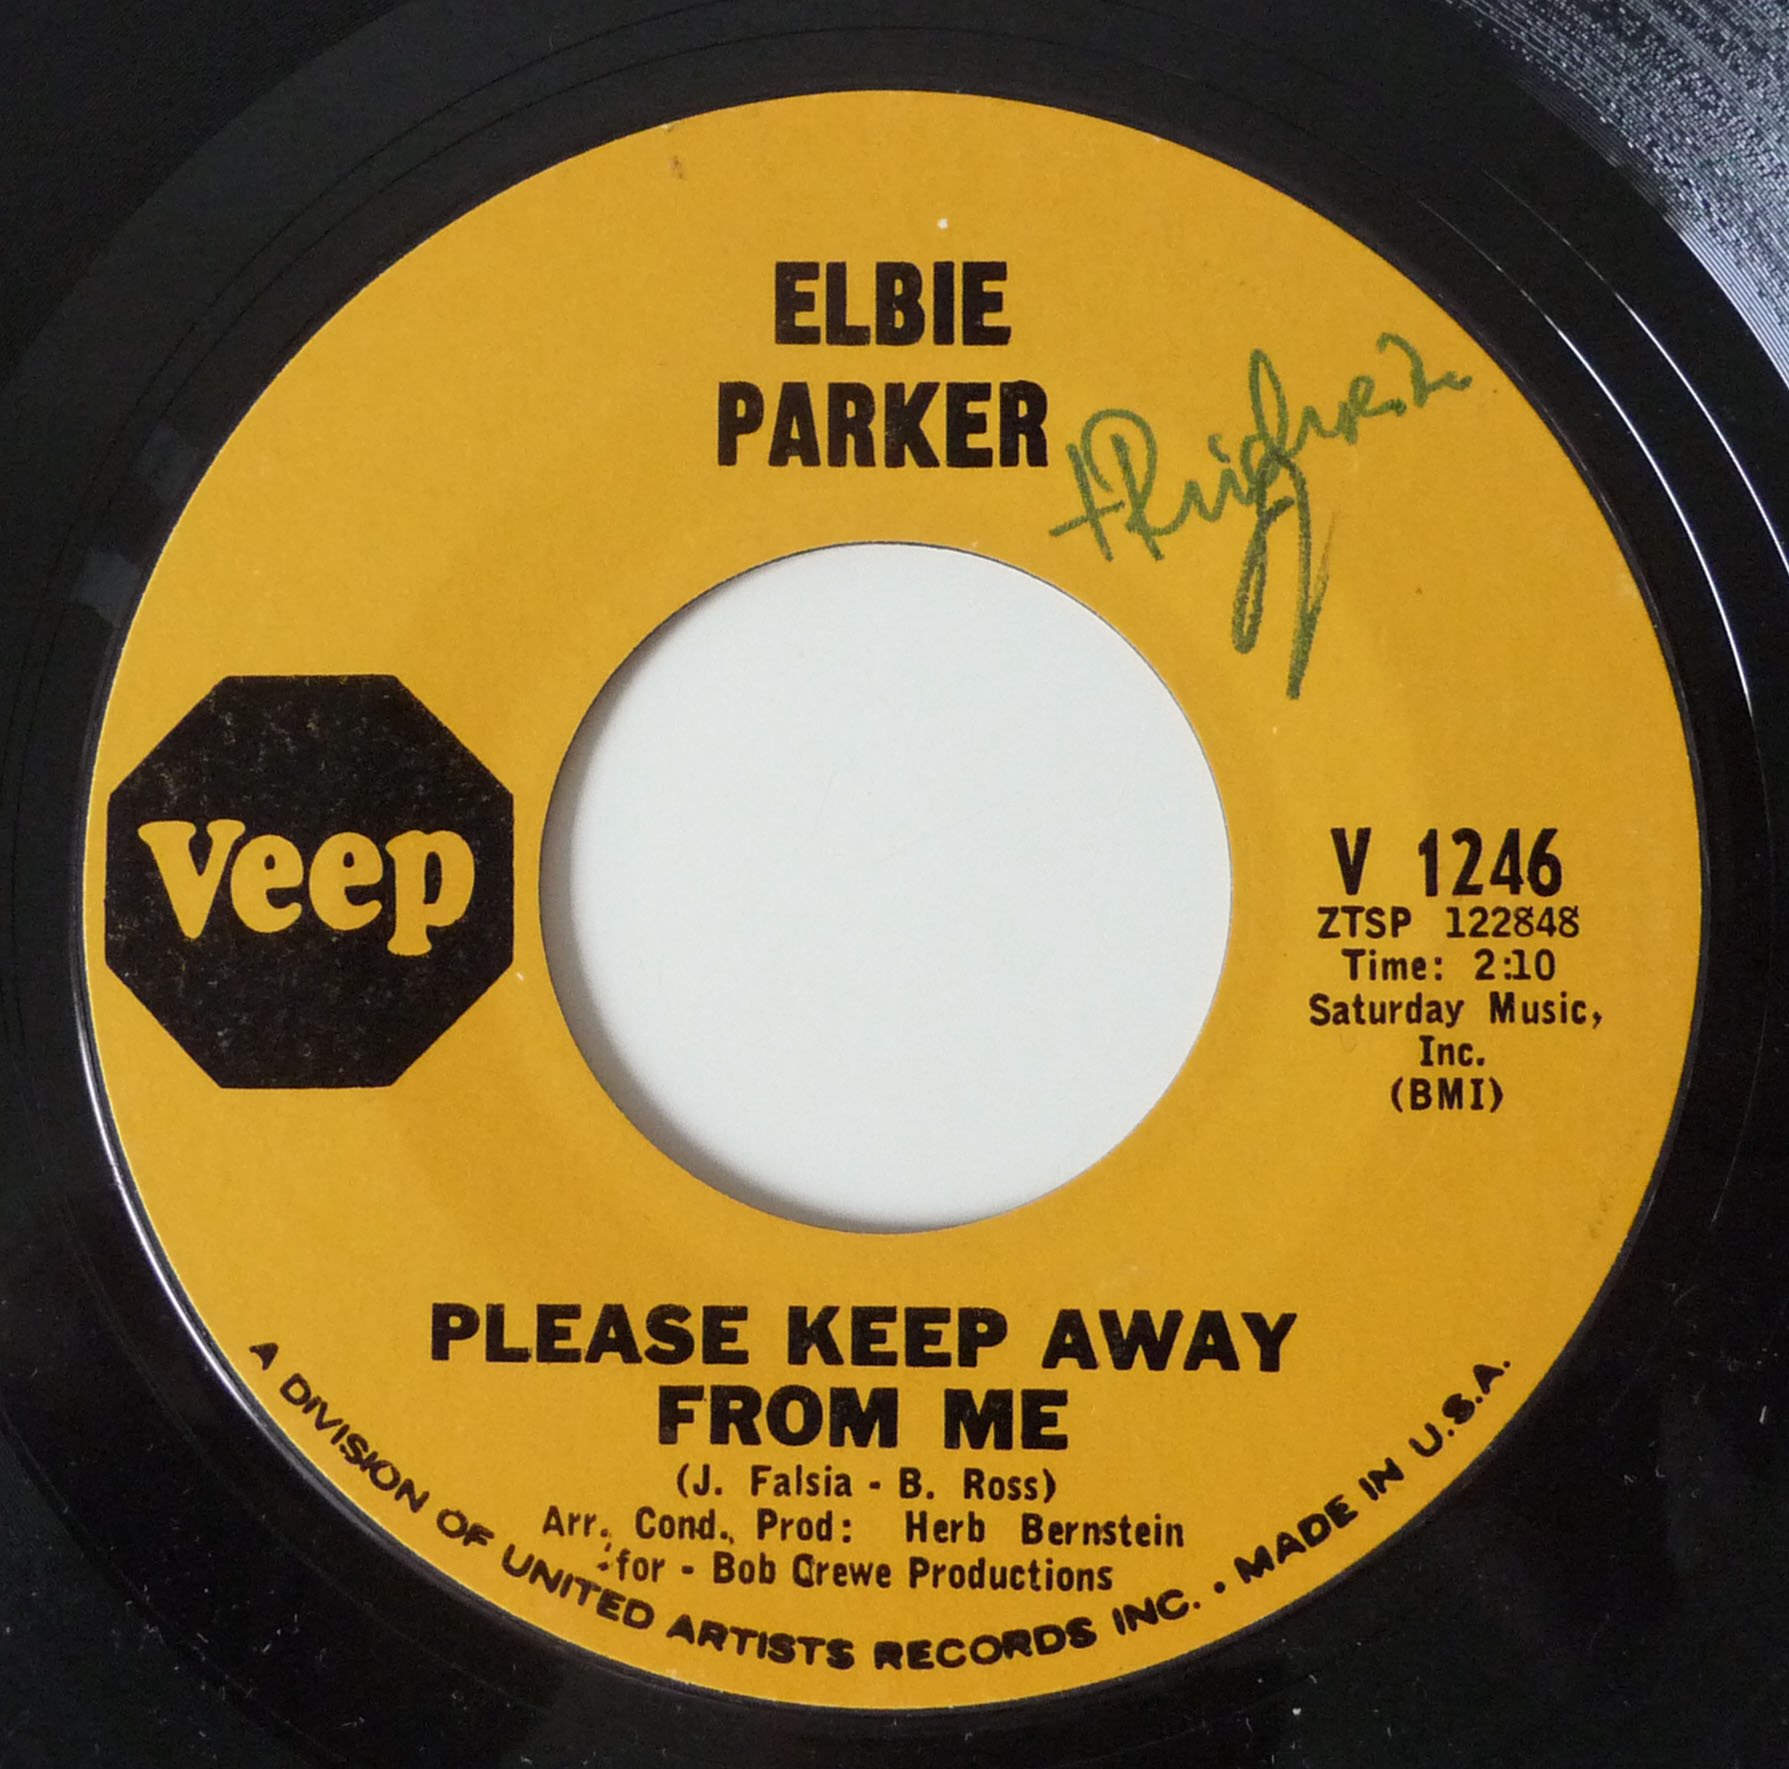 ELBIE
PARKER
Veep
V 1246
ZTSP 122848
Time: 2:10
Saturday Music,
Inc.
(BMI)
PLEASE KEEP AWAY
FROM ME
(J. Falsia - B. Ross)
Arr., Cond., Prod: Herb Bernstein
for - Bob Crewe Productions
A DIVISION OF UNITED ARTISTS RECORDS INC. • MADE IN U.S.A.